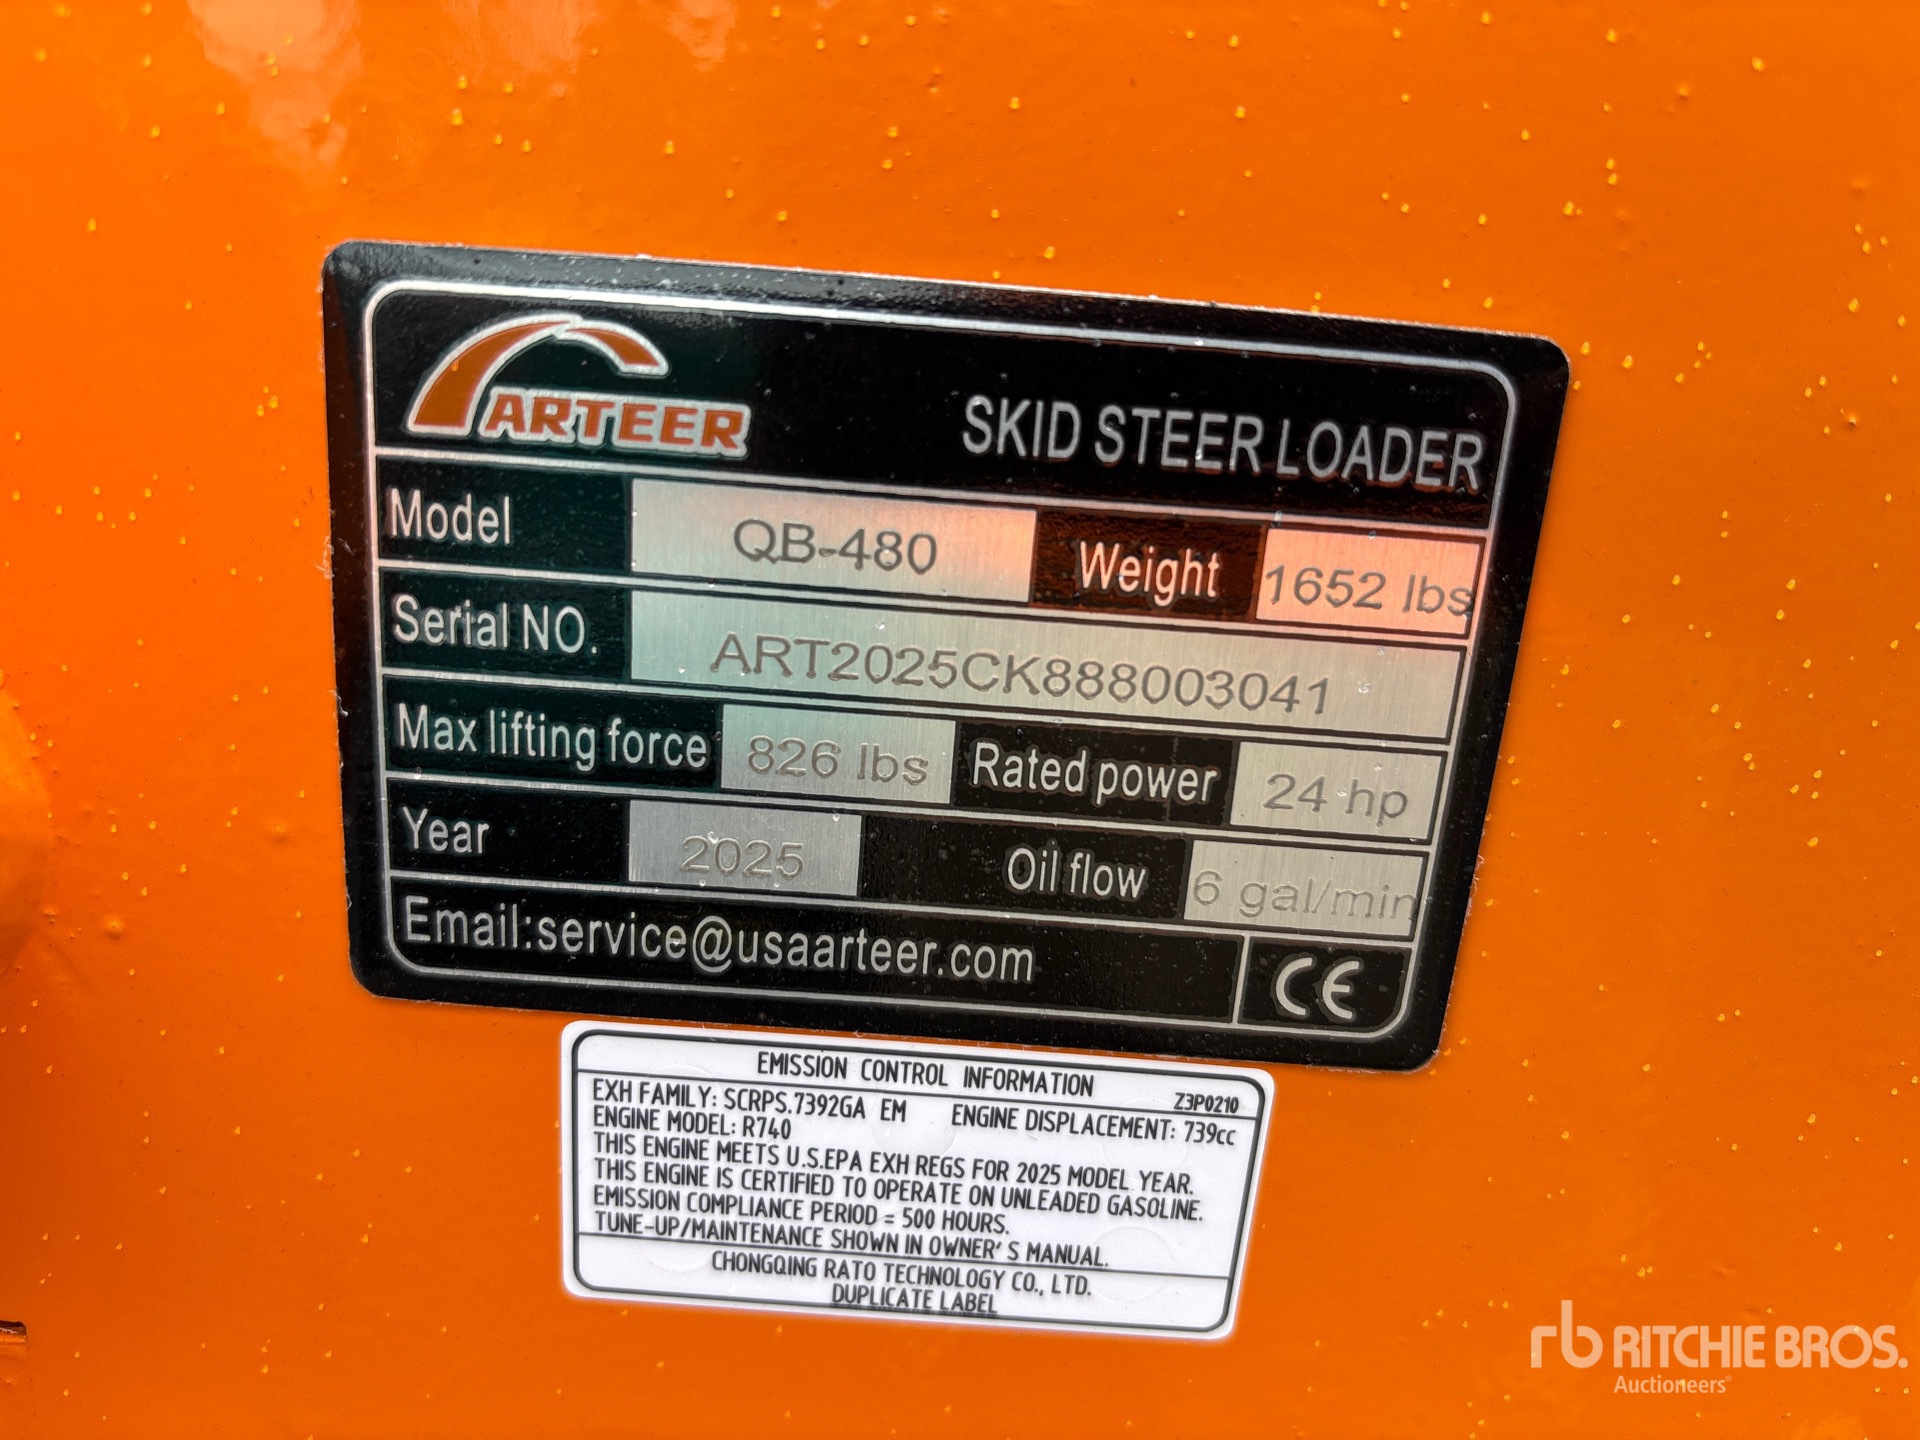 ARTEER
SKID STEER LOADER
Model QB-480 Weight 1652 lbs
Serial NO. ART2025CK888003041
Max lifting force 826 lbs Rated power 24 hp
Year 2025 Oil flow 6 gal/min
Email:service@usaarteer.com CE
EMISSION CONTROL INFORMATION Z3P0210
EXH FAMILY: SCRPS.7392GA EM ENGINE DISPLACEMENT: 739cc
ENGINE MODEL: R740
THIS ENGINE MEETS U.S.EPA EXH REGS FOR 2025 MODEL YEAR.
THIS ENGINE IS CERTIFIED TO OPERATE ON UNLEADED GASOLINE.
EMISSION COMPLIANCE PERIOD = 500 HOURS.
TUNE-UP/MAINTENANCE SHOWN IN OWNER'S MANUAL.
CHONGQING RATO TECHNOLOGY CO., LTD.
DUPLICATE LABEL
rb RITCHIE BROS.
Auctioneers